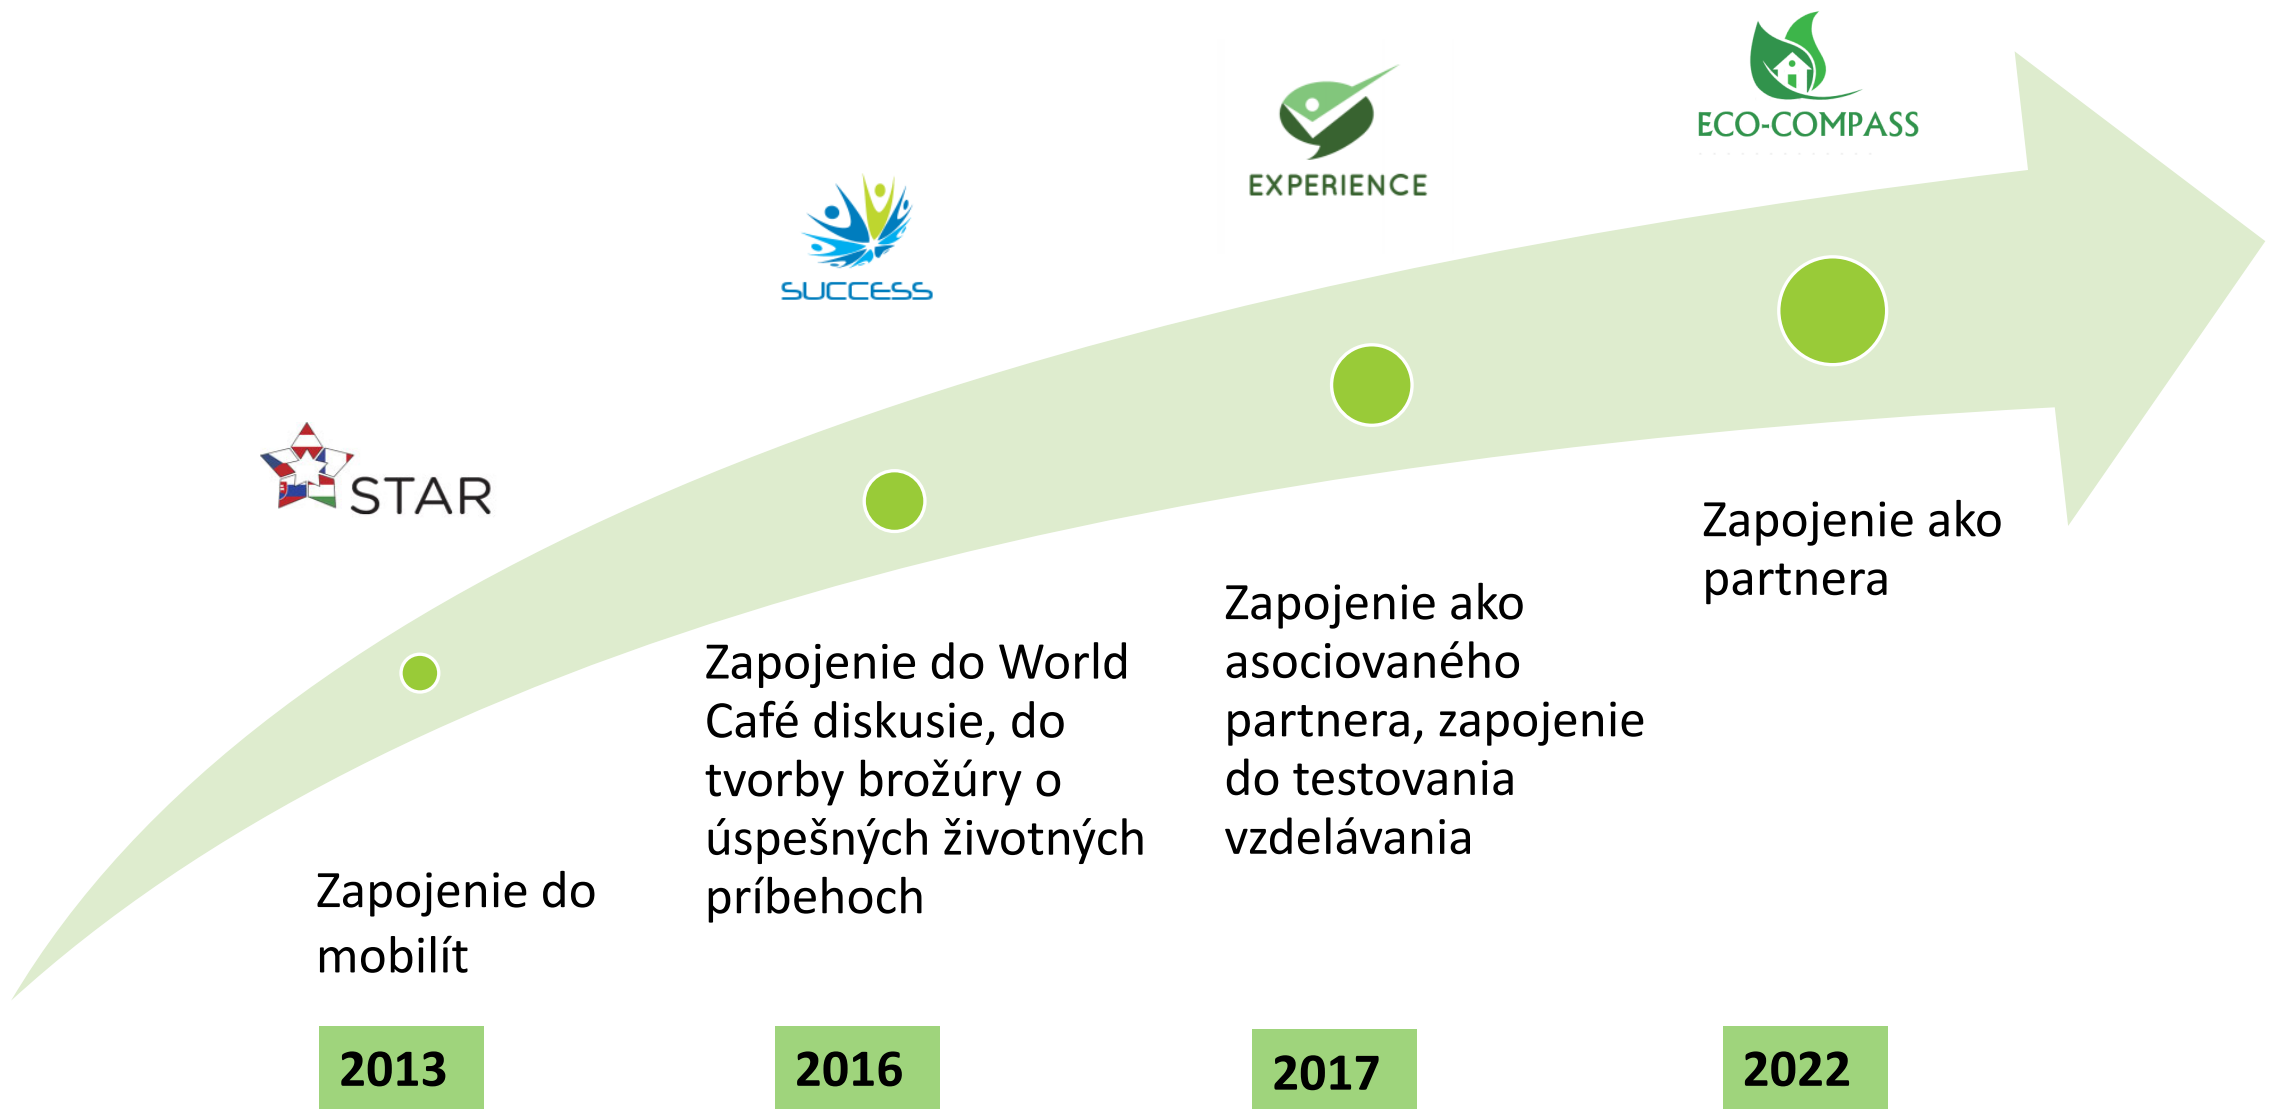 STAR
Zapojenie do
mobilít
2013
SUCCESS
Zapojenie do World
Café diskusie, do
tvorby brožúry o
úspešných životných
príbehoch
2016
EXPERIENCE
Zapojenie ako
asociovaného
partnera, zapojenie
do testovania
vzdelávania
2017
ECO-COMPASS
Zapojenie ako
partnera
2022